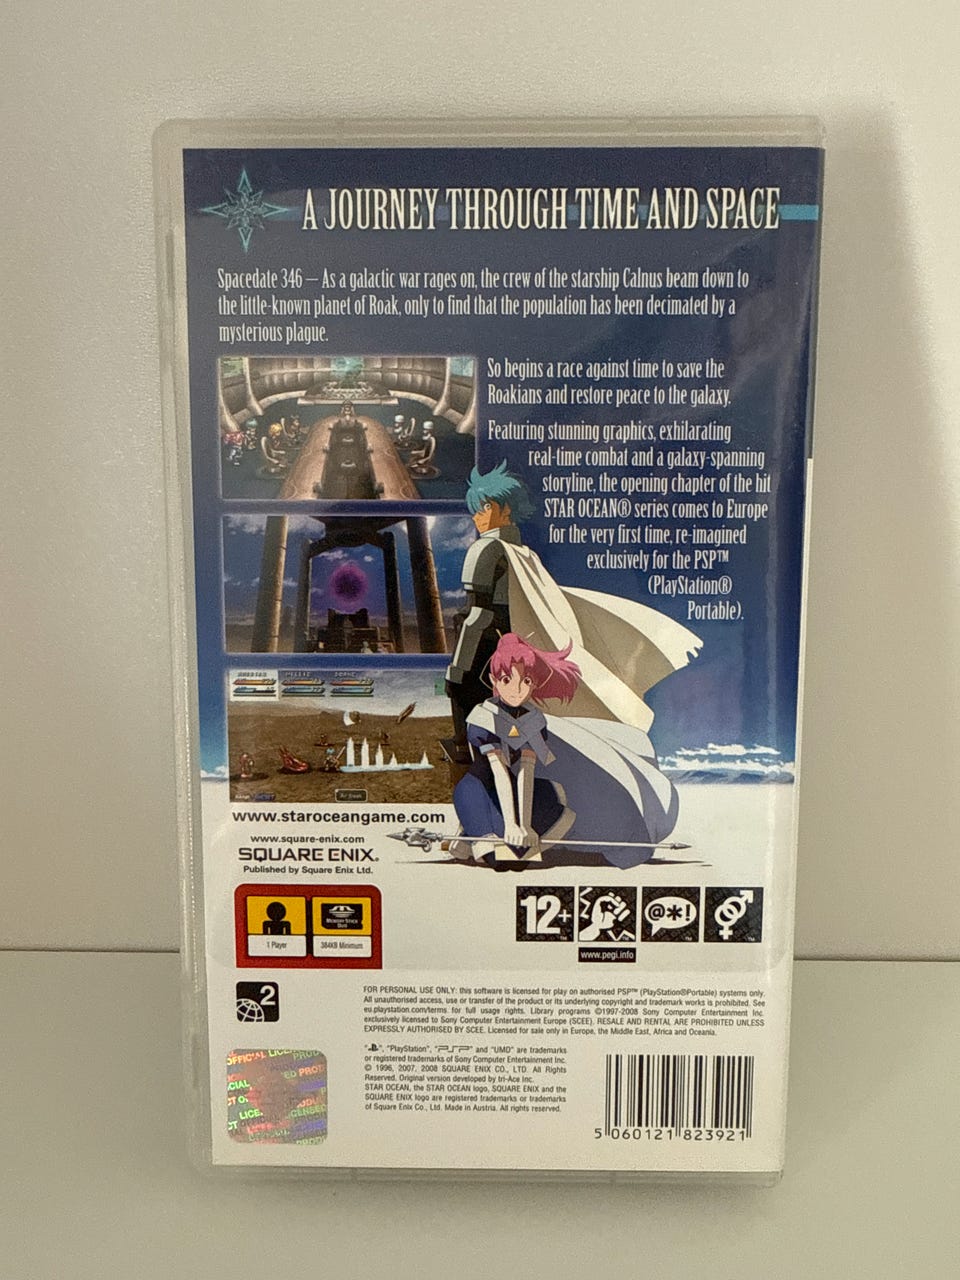 A JOURNEY THROUGH TIME AND SPACE
Spacedate 346 — As a galactic war rages on, the crew of the starship Calnus beam down to
the little-known planet of Roak, only to find that the population has been decimated by a
mysterious plague.
So begins a race against time to save the
Roakians and restore peace to the galaxy.
Featuring stunning graphics, exhilarating
real-time combat and a galaxy-spanning
storyline, the opening chapter of the hit
STAR OCEAN® series comes to Europe
for the very first time, re-imagined
exclusively for the PSP™
(PlayStation®
Portable).
www.staroceangame.com
www.square-enix.com
SQUARE ENIX®
Published by Square Enix Ltd.
1 Player
MEMORY STICK
DUO
384KB Minimum
12+™
@*!
www.pegi.info
2
FOR PERSONAL USE ONLY: this software is licensed for play on authorised PSP™ (PlayStation®Portable) systems only.
All unauthorised access, use or transfer of the product or its underlying copyright and trademark works is prohibited. See
eu.playstation.com/terms for full usage rights. Library programs ©1997-2008 Sony Computer Entertainment Inc.
exclusively licensed to Sony Computer Entertainment Europe (SCEE). RESALE AND RENTAL ARE PROHIBITED UNLESS
EXPRESSLY AUTHORISED BY SCEE. Licensed for sale only in Europe, the Middle East, Africa and Oceania.
" ", "PlayStation", "PSP" and "UMD" are trademarks
or registered trademarks of Sony Computer Entertainment Inc.
© 1996, 2007, 2008 SQUARE ENIX CO., LTD. All Rights
Reserved. Original version developed by tri-Ace Inc.
STAR OCEAN, the STAR OCEAN logo, SQUARE ENIX and the
SQUARE ENIX logo are registered trademarks or trademarks
of Square Enix Co., Ltd. Made in Austria. All rights reserved.
5 060121 823921